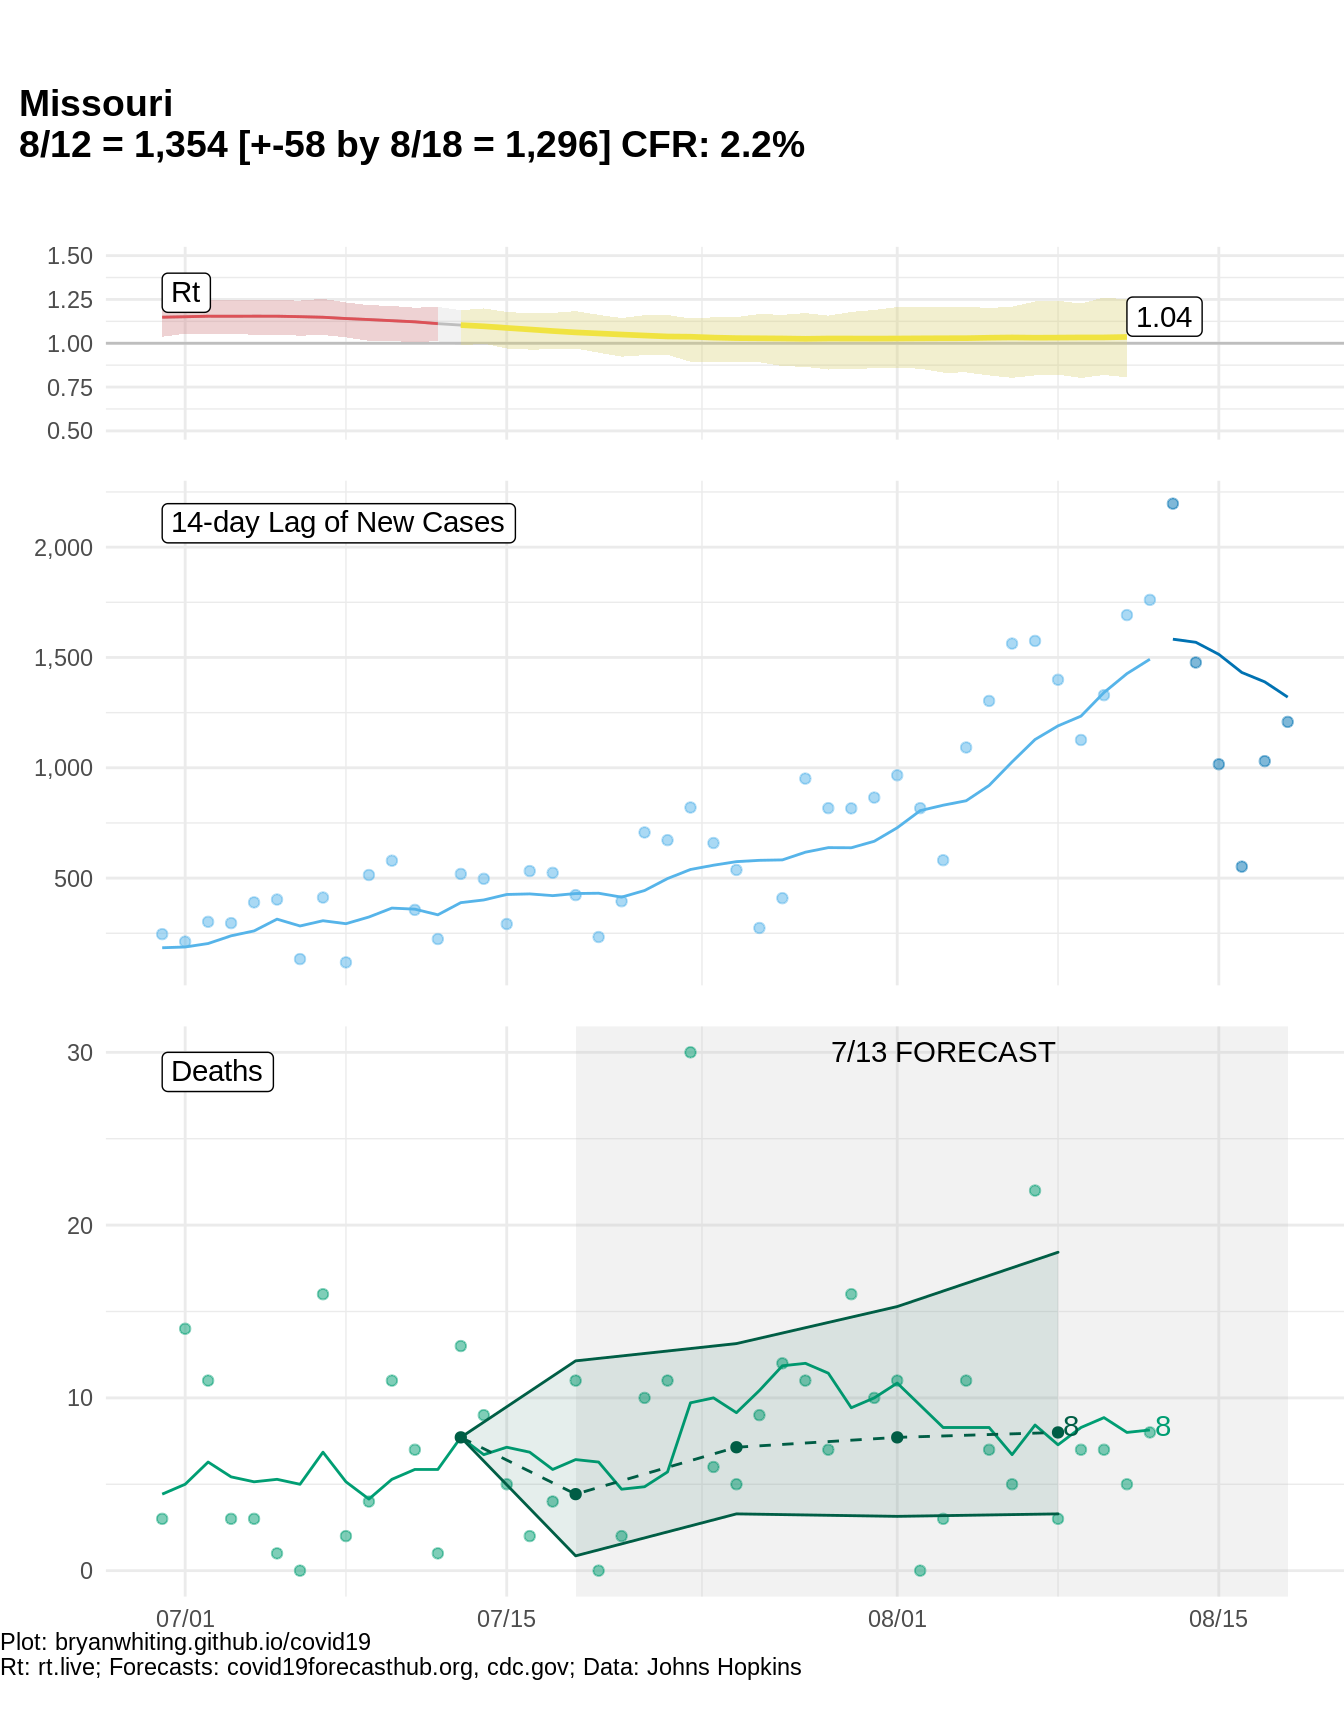 Missouri
8/12 = 1,354 [+-58 by 8/18 = 1,296] CFR: 2.2%
1.50
1.25
1.00
0.75
0.50
Rt
1.04
14-day Lag of New Cases
2,000
1,500
1,000
500
Deaths
7/13 FORECAST
30
20
10
0
8
8
07/01
07/15
08/01
08/15
Plot: bryanwhiting.github.io/covid19
Rt: rt.live; Forecasts: covid19forecasthub.org, cdc.gov; Data: Johns Hopkins